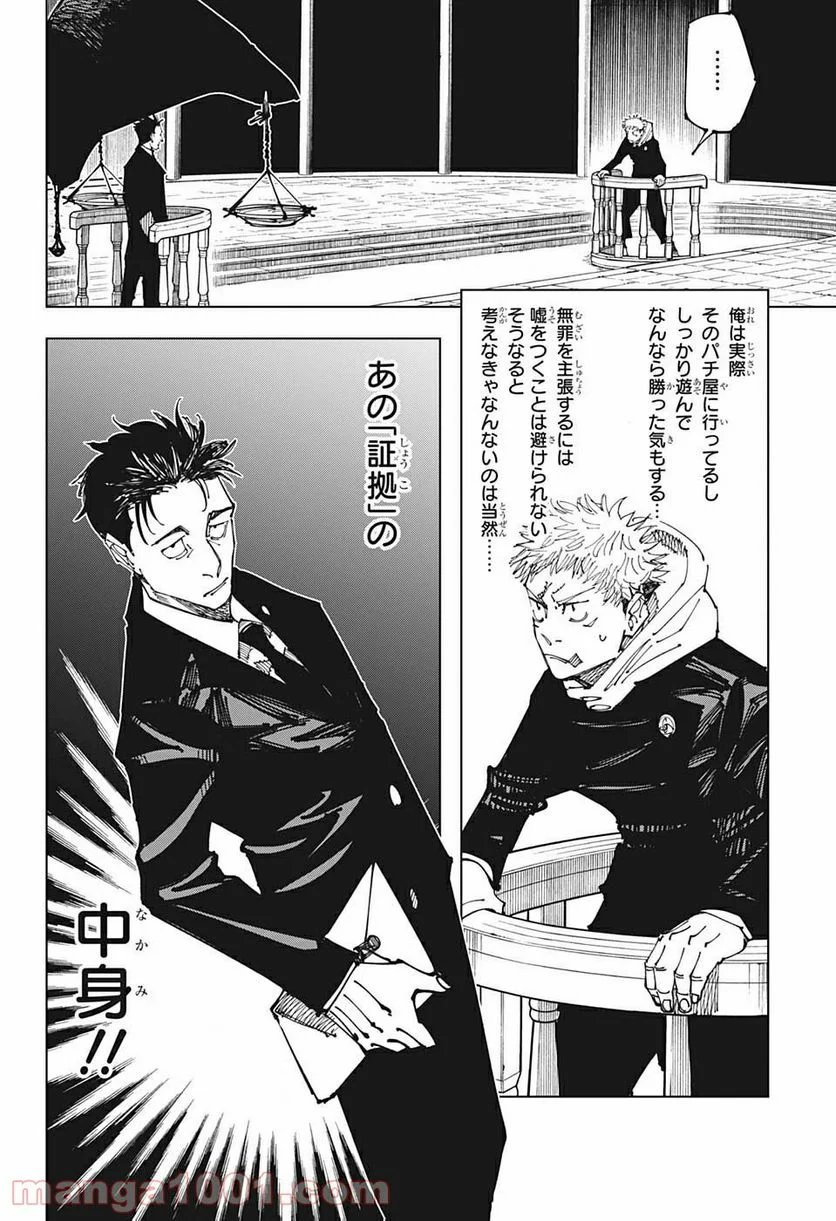 ……
俺は実際
そのパチ屋に行ってるし
しっかり遊んで
なんなら勝った気もする…
無罪を主張するには
嘘をつくことは避けられない
そうなると
考えなきゃなんないのは当然……
あの「証拠」の
中身!!
manga1001.com